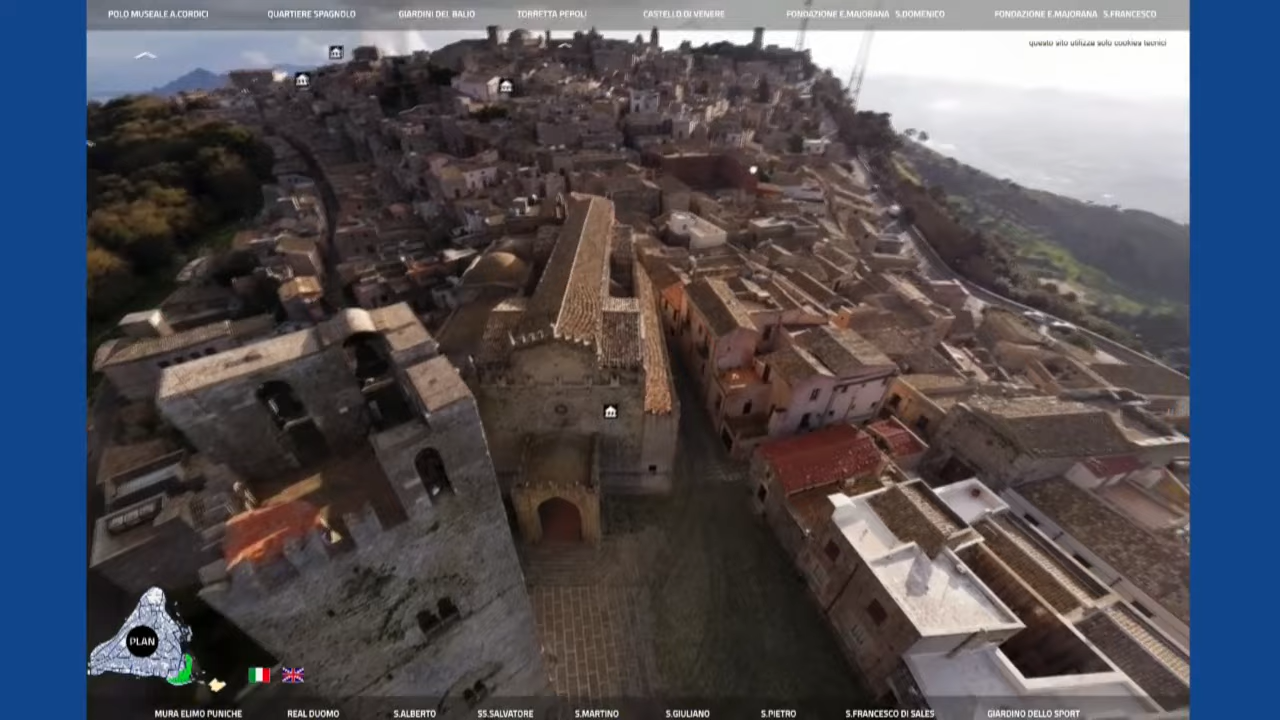 POLO MUSEALE A.CORDICI QUARTIERE SPAGNOLO GIARDINI DEL BALIO TORRETTA PEPOLI CASTELLO DI VENERE FONDAZIONE E.MAJORANA S.DOMENICO FONDAZIONE E.MAJORANA S.FRANCESCO
questo sito utilizza solo cookies tecnici
PLAN
MURA ELIMO PUNICHE REAL DUOMO S.ALBERTO SS.SALVATORE S.MARTINO S.GIULIANO S.PIETRO S.FRANCESCO DI SALES GIARDINO DELLO SPORT